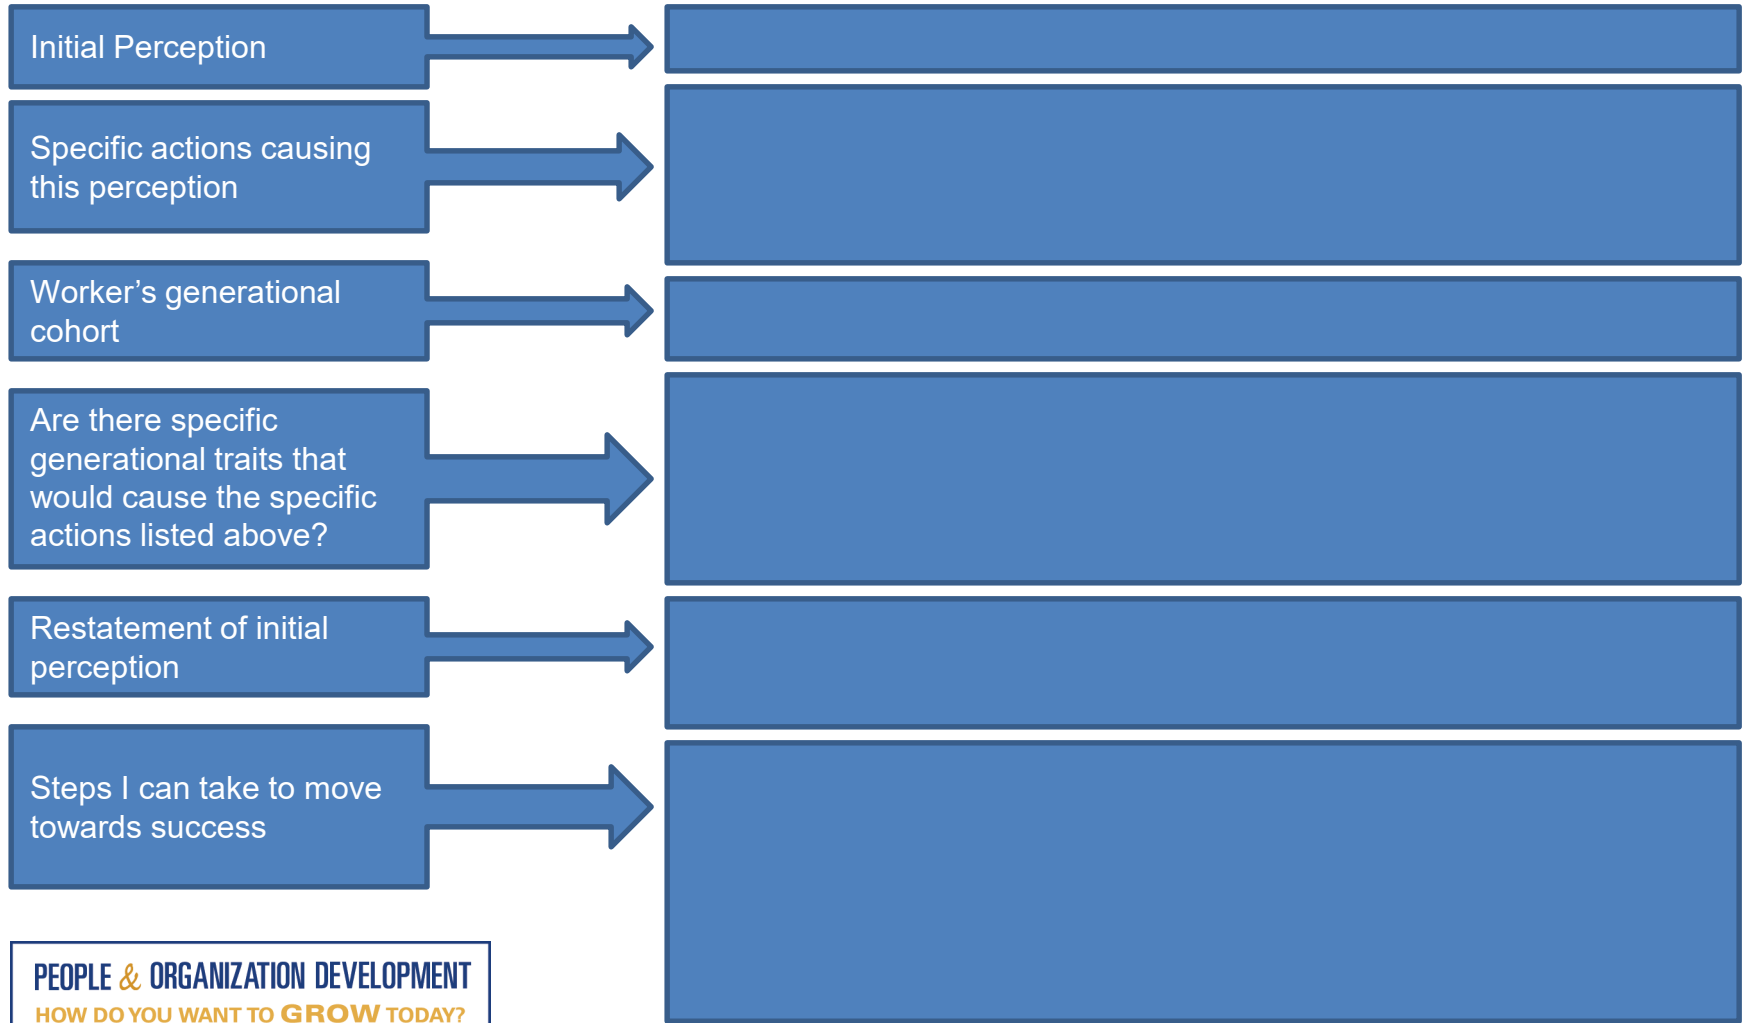 Initial Perception
Specific actions causing
this perception
Worker’s generational
cohort
Are there specific
generational traits that
would cause the specific
actions listed above?
Restatement of initial
perception
Steps I can take to move
towards success
PEOPLE & ORGANIZATION DEVELOPMENT
HOW DO YOU WANT TO GROW TODAY?